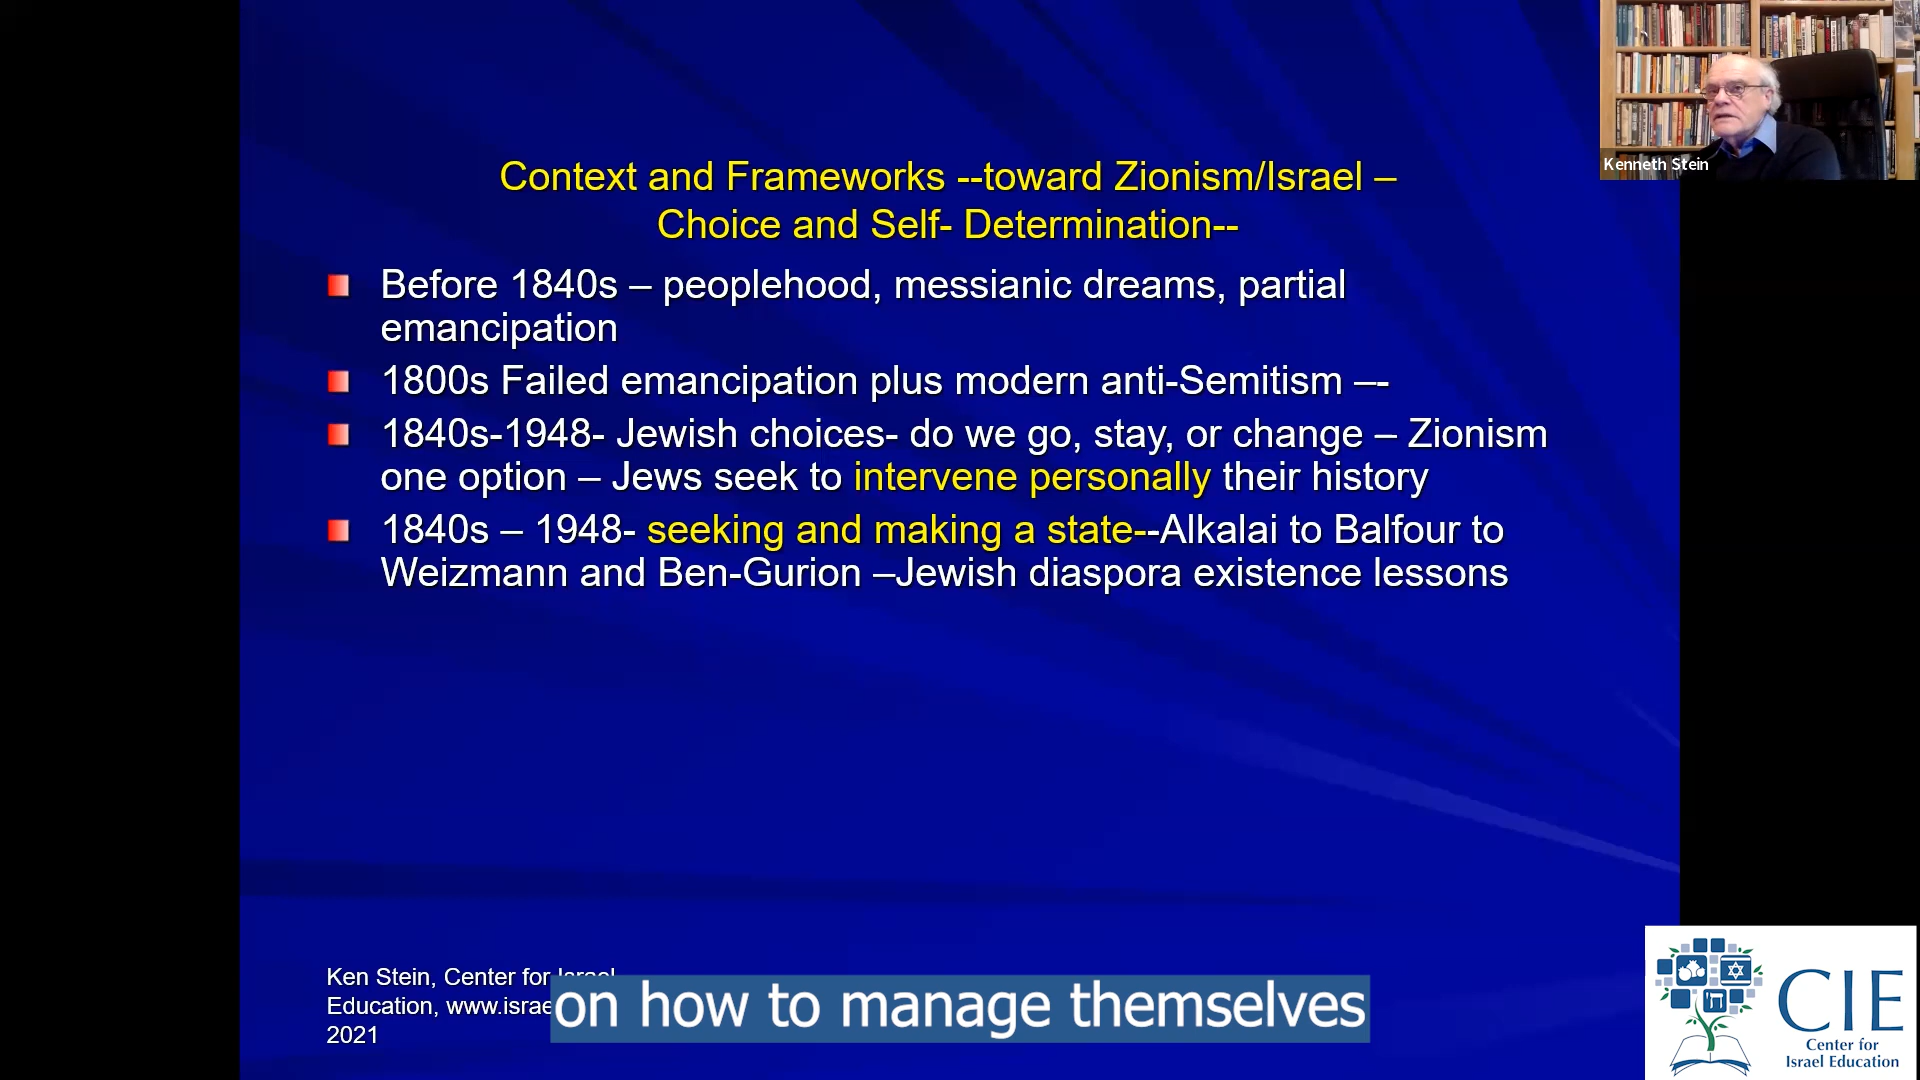 Kenneth Stein
Context and Frameworks --toward Zionism/Israel –
Choice and Self- Determination--
Before 1840s – peoplehood, messianic dreams, partial
emancipation
1800s Failed emancipation plus modern anti-Semitism –-
1840s-1948- Jewish choices- do we go, stay, or change – Zionism
one option – Jews seek to intervene personally their history
1840s – 1948- seeking and making a state--Alkalai to Balfour to
Weizmann and Ben-Gurion –Jewish diaspora existence lessons
Ken Stein, Center for Israel
Education,
2021
on how to manage themselves
CIE
Center for
Israel Education